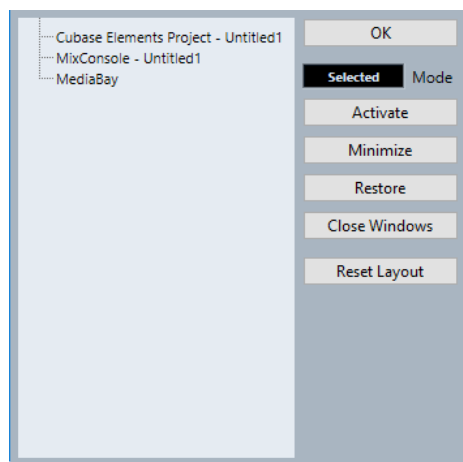 Cubase Elements Project - Untitled1
MixConsole - Untitled1
MediaBay
OK
Selected Mode
Activate
Minimize
Restore
Close Windows
Reset Layout